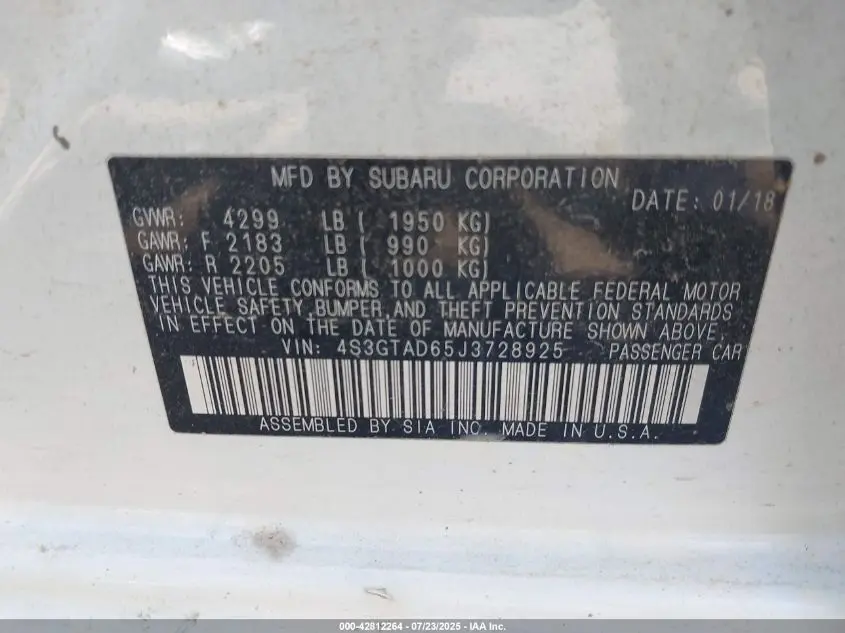 MFD BY SUBARU CORPORATION
DATE: 01/18
GVWR: 4299 LB ( 1950 KG)
GAWR: F 2183 LB ( 990 KG)
GAWR: R 2205 LB ( 1000 KG)
THIS VEHICLE CONFORMS TO ALL APPLICABLE FEDERAL MOTOR
VEHICLE SAFETY, BUMPER, AND THEFT PREVENTION STANDARDS
IN EFFECT ON THE DATE OF MANUFACTURE SHOWN ABOVE.
VIN: 4S3GTAD65J3728925 PASSENGER CAR
ASSEMBLED BY SIA INC. MADE IN U.S.A.
000-42812264 - 07/23/2025 - IAA Inc.